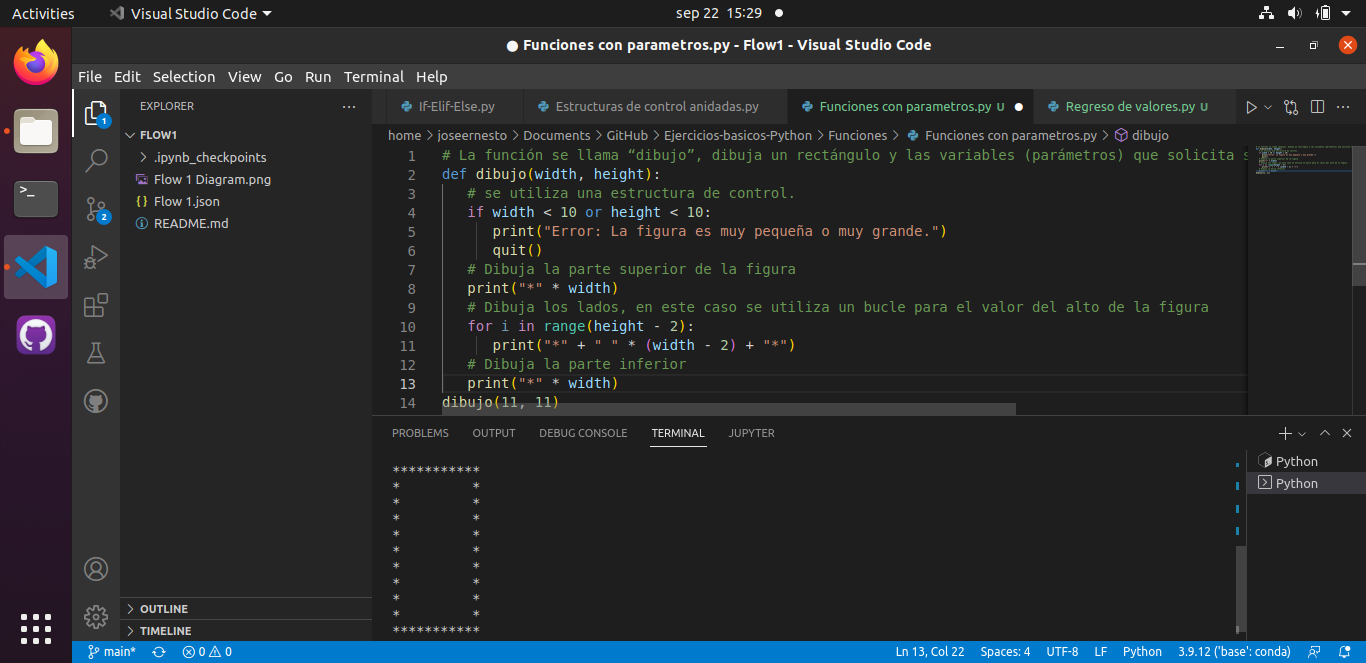 Activities Visual Studio Code sep 22 15:29
● Funciones con parametros.py - Flow1 - Visual Studio Code
File Edit Selection View Go Run Terminal Help
EXPLORER
FLOW1
.ipynb_checkpoints
Flow 1 Diagram.png
{} Flow 1.json
README.md
OUTLINE
TIMELINE
1
2
If-Elif-Else.py Estructuras de control anidadas.py Funciones con parametros.py U Regreso de valores.py U
home > joseernesto > Documents > GitHub > Ejercicios-basicos-Python > Funciones > Funciones con parametros.py > dibujo
1 # La función se llama “dibujo”, dibuja un rectángulo y las variables (parámetros) que solicita
2 def dibujo(width, height):
3 # se utiliza una estructura de control.
4 if width < 10 or height < 10:
5 print("Error: La figura es muy pequeña o muy grande.")
6 quit()
7 # Dibuja la parte superior de la figura
8 print("*" * width)
9 # Dibuja los lados, en este caso se utiliza un bucle para el valor del alto de la figura
10 for i in range(height - 2):
11 print("*" + " " * (width - 2) + "*")
12 # Dibuja la parte inferior
13 print("*" * width)
14 dibujo(11, 11)
PROBLEMS OUTPUT DEBUG CONSOLE TERMINAL JUPYTER
***********
*         *
*         *
*         *
*         *
*         *
*         *
*         *
*         *
*         *
***********
Python
Python
main* 0 0 Ln 13, Col 22 Spaces: 4 UTF-8 LF Python 3.9.12 ('base': conda)